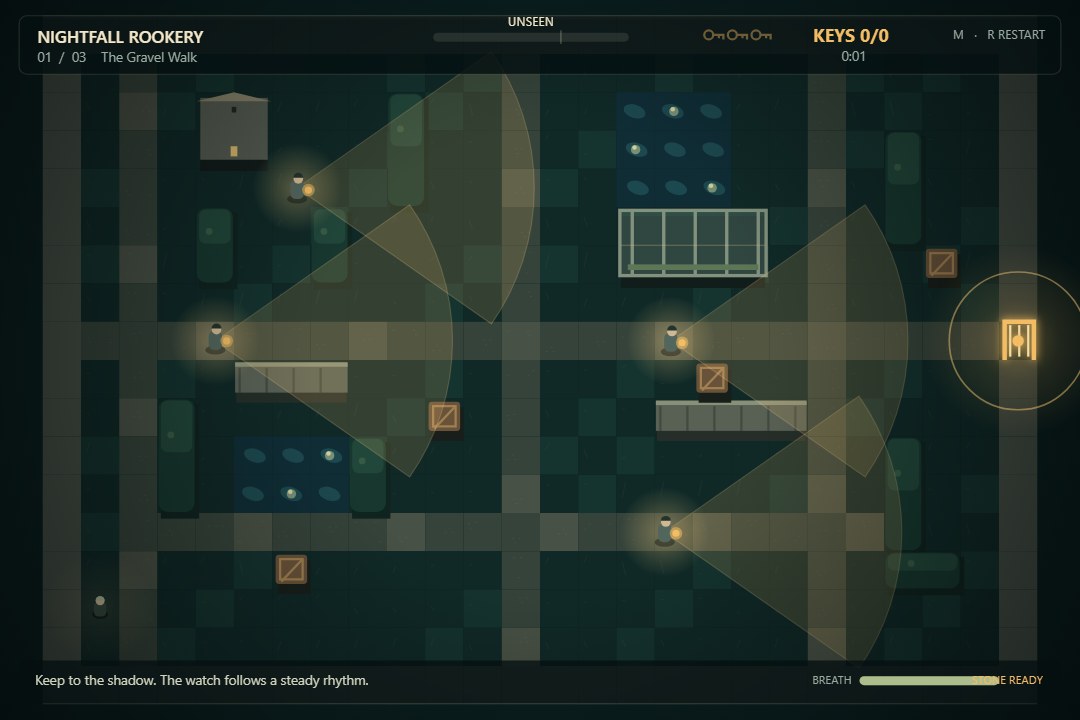 UNSEEN
NIGHTFALL ROOKERY
01 / 03 The Gravel Walk
KEYS 0/0
0:01
M · R RESTART
Keep to the shadow. The watch follows a steady rhythm.
BREATH
STONE READY